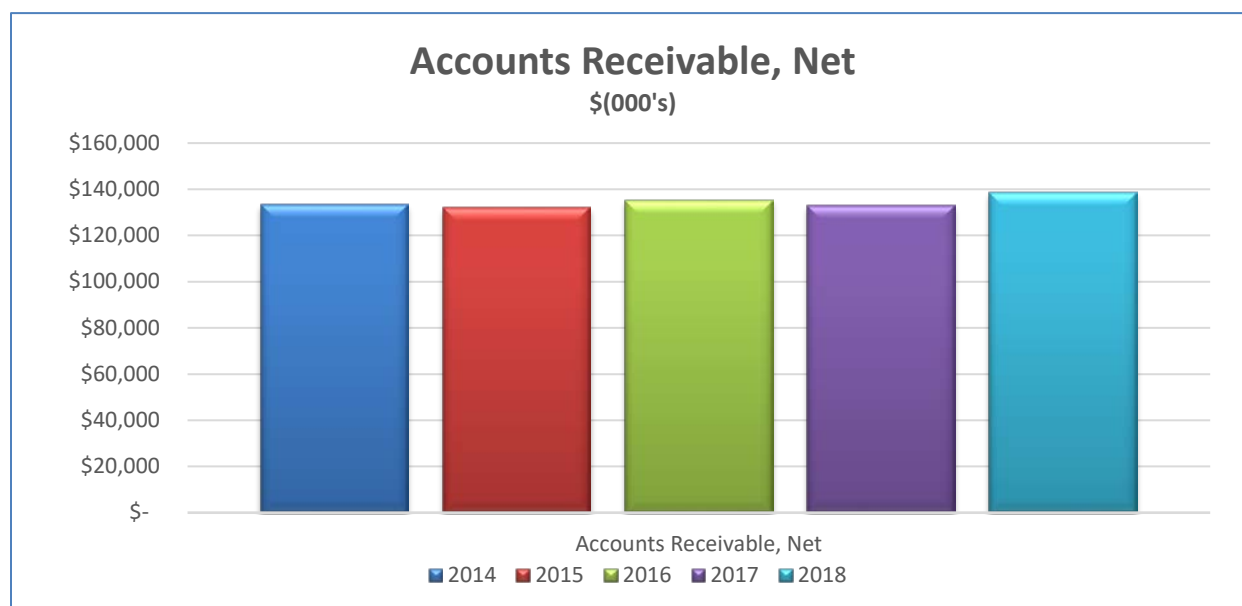 Accounts Receivable, Net
$(000's)
$160,000
$140,000
$120,000
$100,000
$80,000
$60,000
$40,000
$20,000
$-
Accounts Receivable, Net
2014 2015 2016 2017 2018